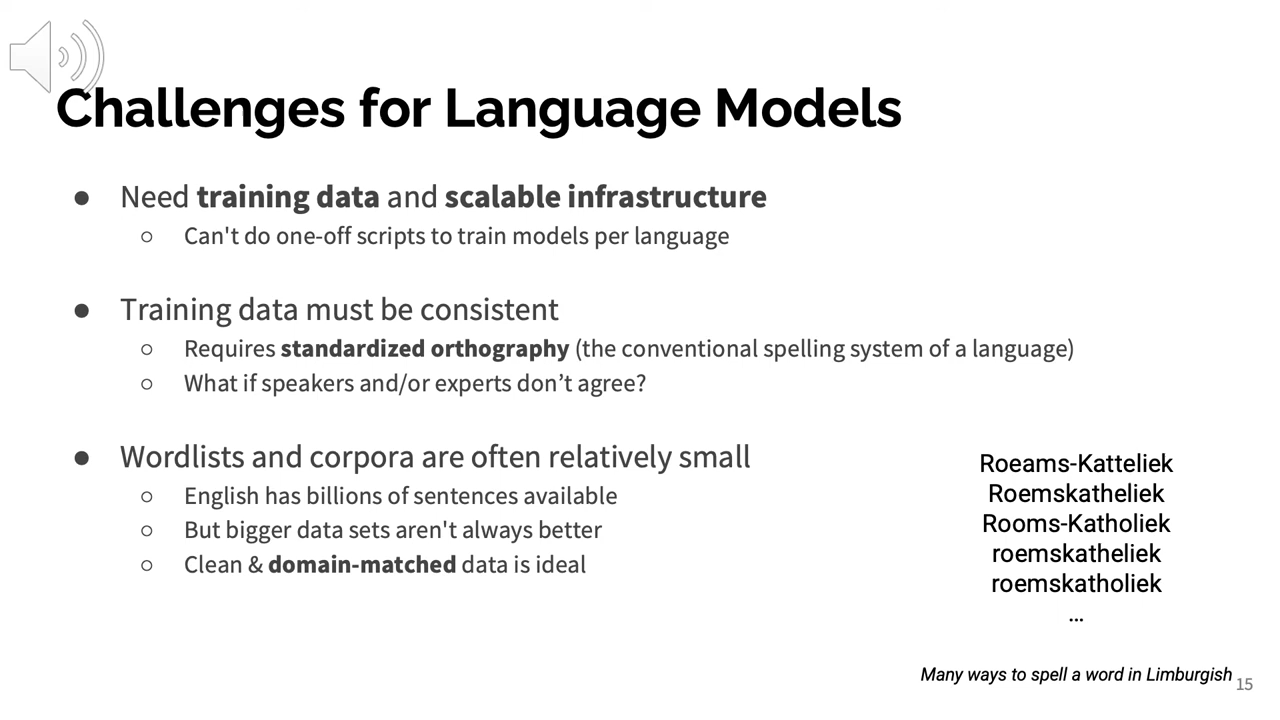 Challenges for Language Models
● Need training data and scalable infrastructure
○ Can't do one-off scripts to train models per language
● Training data must be consistent
○ Requires standardized orthography (the conventional spelling system of a language)
○ What if speakers and/or experts don’t agree?
● Wordlists and corpora are often relatively small
○ English has billions of sentences available
○ But bigger data sets aren't always better
○ Clean & domain-matched data is ideal
Roeams-Katteliek
Roemskatheliek
Rooms-Katholiek
roemskatheliek
roemskatholiek
...
Many ways to spell a word in Limburgish
15